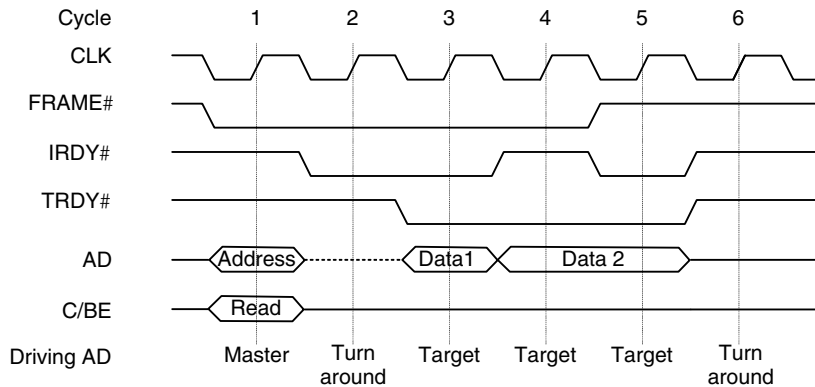 Cycle 1 2 3 4 5 6
CLK
FRAME#
IRDY#
TRDY#
AD Address Data1 Data 2
C/BE Read
Driving AD Master Turn Target Target Target Turn
around around